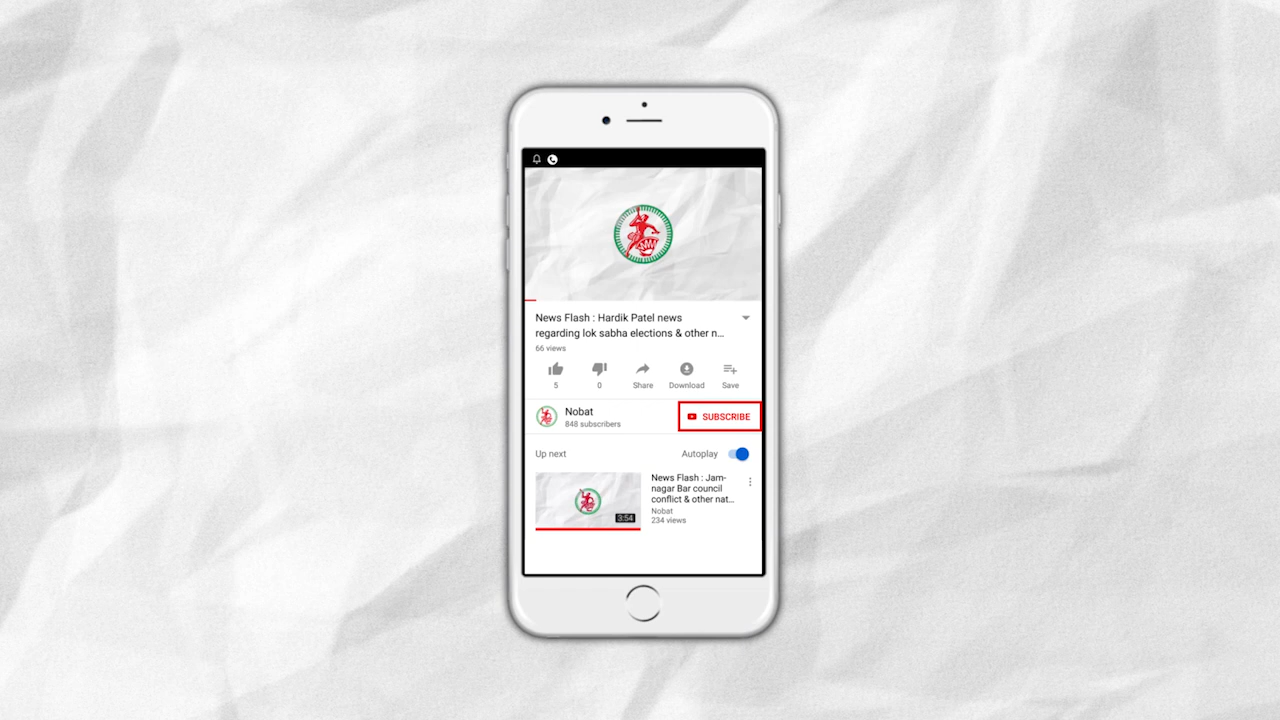 News Flash : Hardik Patel news
regarding lok sabha elections & other n...
66 views
5
0
Share
Download
Save
Nobat
848 subscribers
SUBSCRIBE
Up next
Autoplay
News Flash : Jam-
nagar Bar council
conflict & other nat...
Nobat
234 views
3:54